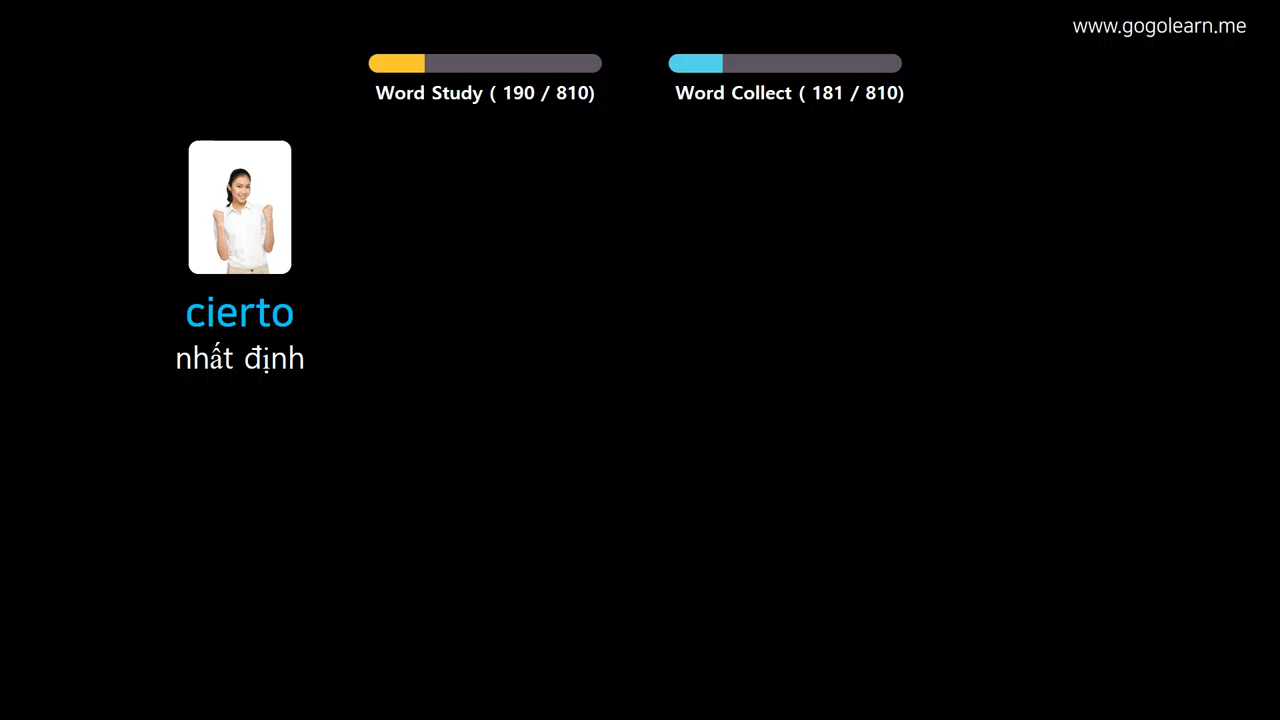 www.gogolearn.me
Word Study ( 190 / 810)
Word Collect ( 181 / 810)
cierto
nhất định